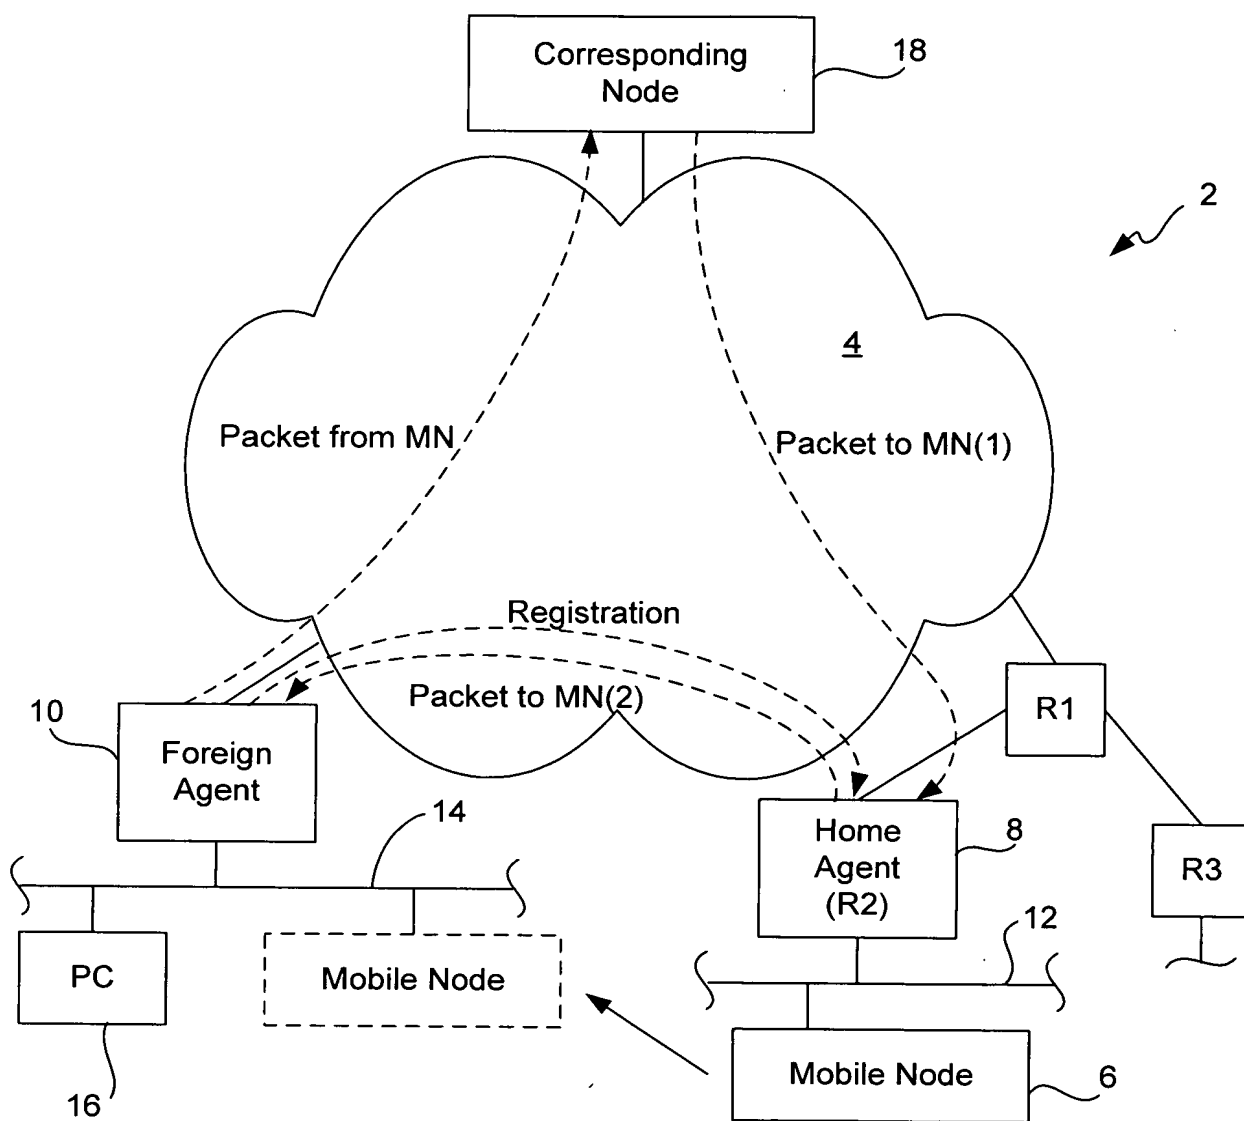 Corresponding
Node
18
2
4
Packet from MN
Packet to MN(1)
Registration
Packet to MN(2)
R1
10
Foreign
Agent
14
Home
Agent
(R2)
8
R3
12
PC
Mobile Node
Mobile Node
6
16